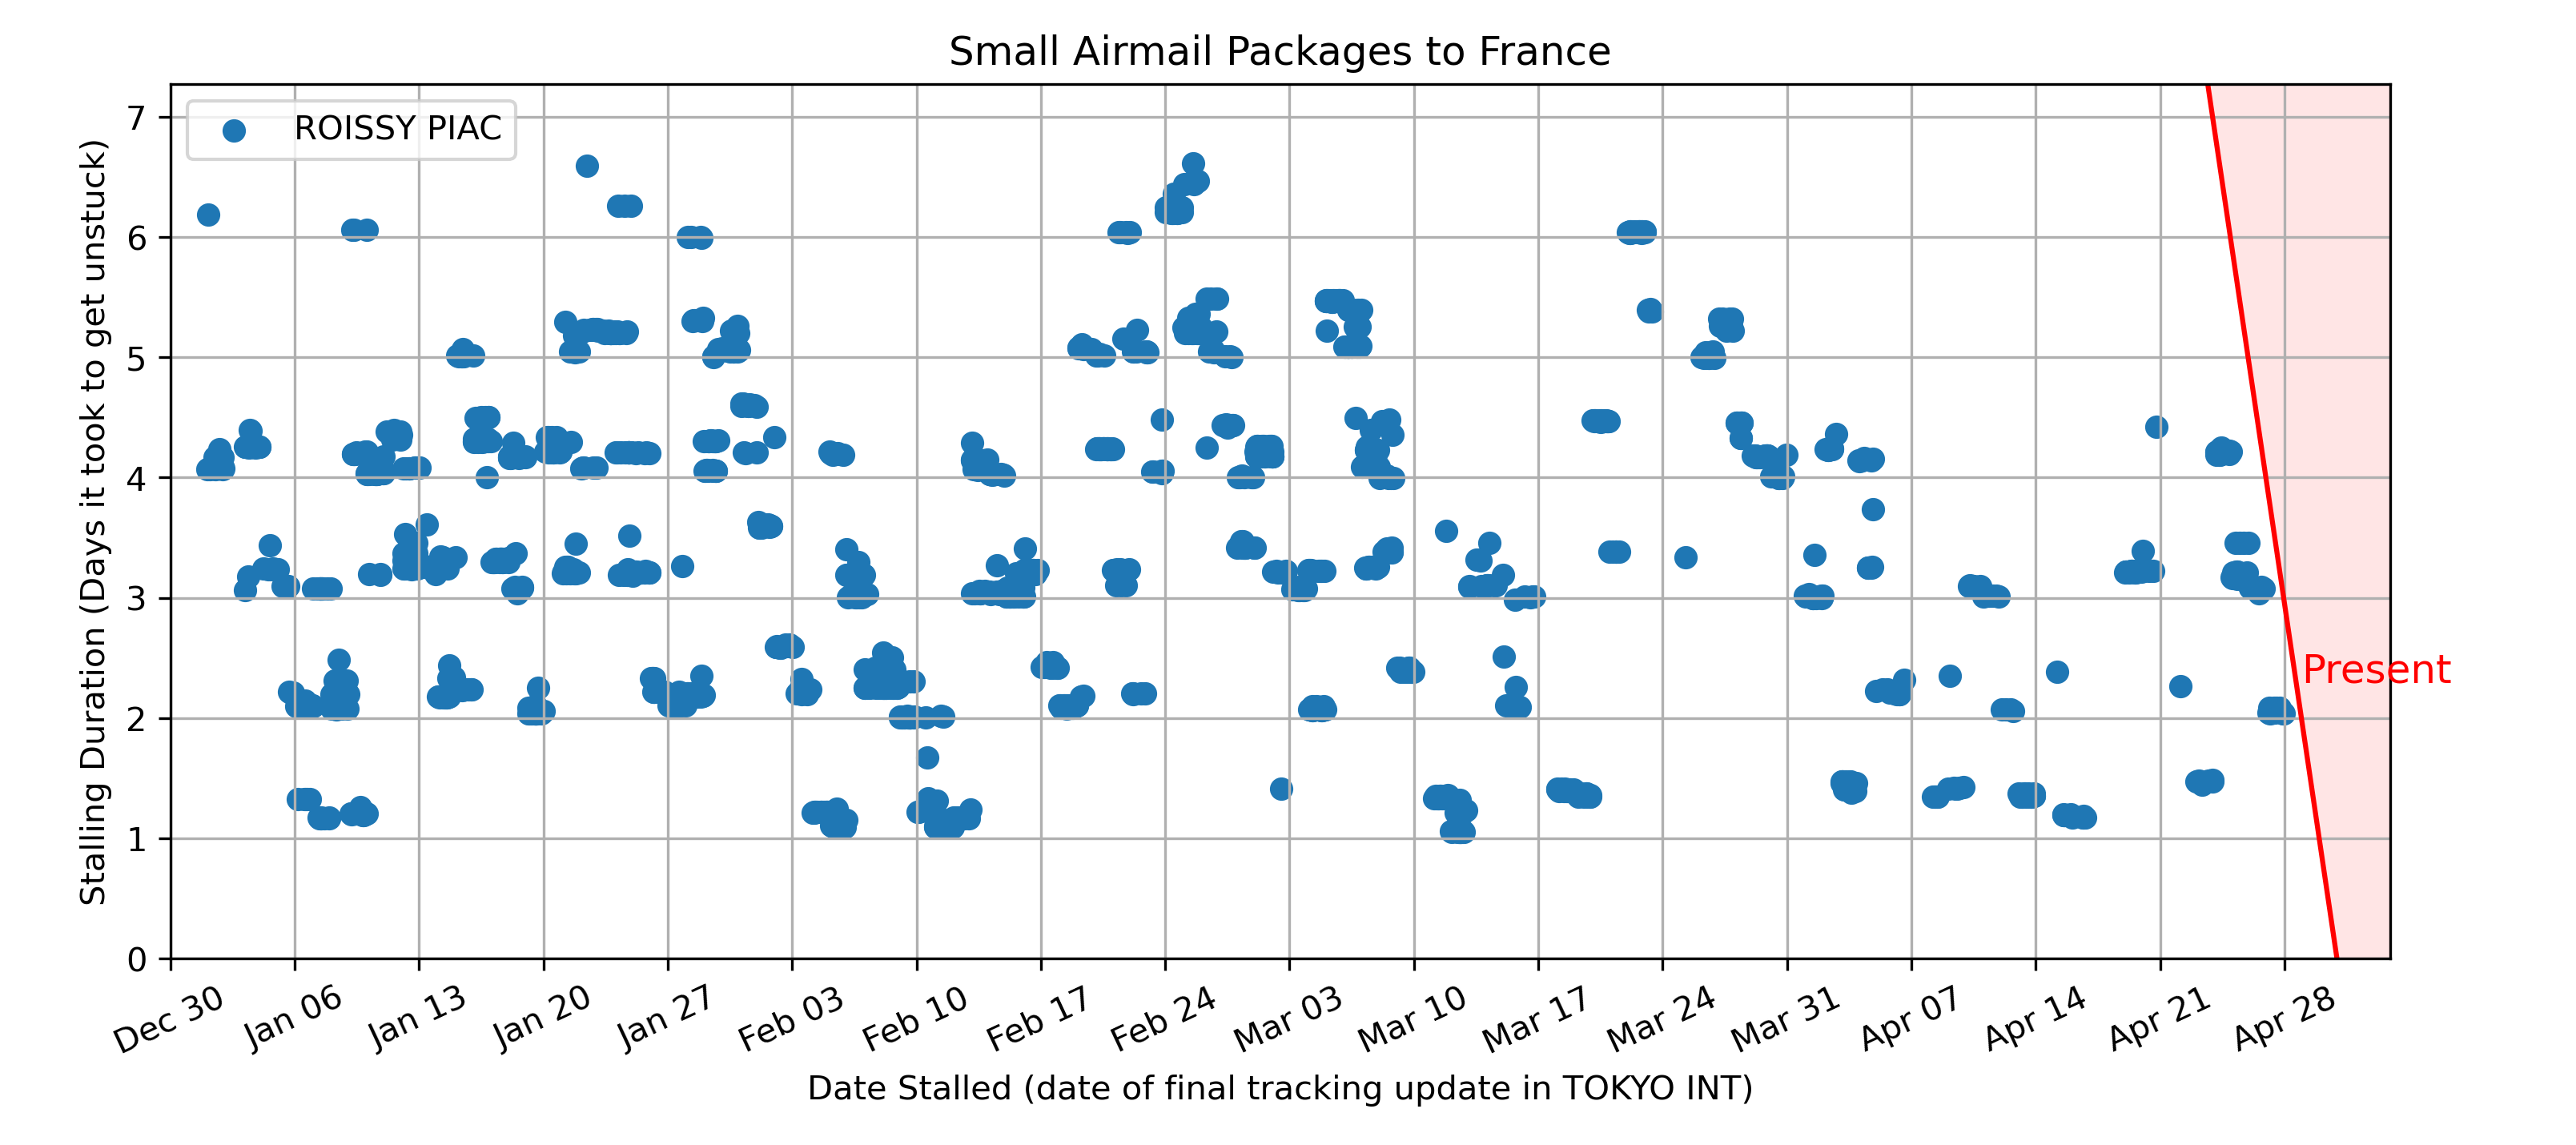 Small Airmail Packages to France
ROISSY PIAC
Stalling Duration (Days it took to get unstuck)
7
6
5
4
3
2
1
0
Present
Dec 30
Jan 06
Jan 13
Jan 20
Jan 27
Feb 03
Feb 10
Feb 17
Feb 24
Mar 03
Mar 10
Mar 17
Mar 24
Mar 31
Apr 07
Apr 14
Apr 21
Apr 28
Date Stalled (date of final tracking update in TOKYO INT)